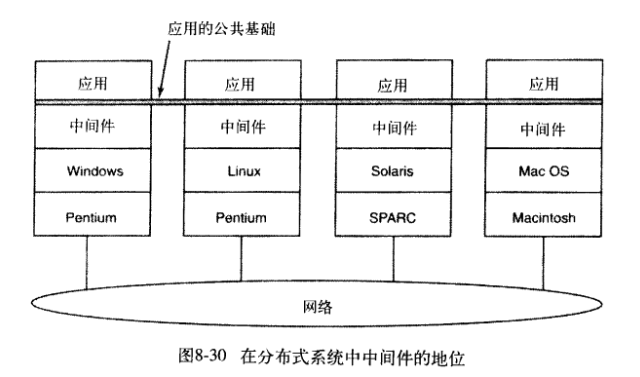 应用的公共基础
应用 应用 应用 应用
中间件 中间件 中间件 中间件
Windows Linux Solaris Mac OS
Pentium Pentium SPARC Macintosh
网络
图8-30 在分布式系统中中间件的地位